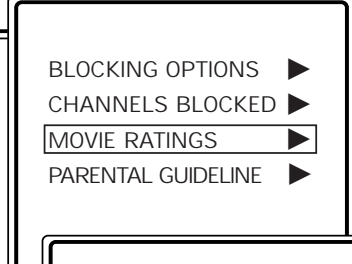 BLOCKING OPTIONS ▶
CHANNELS BLOCKED ▶
MOVIE RATINGS ▶
PARENTAL GUIDELINE ▶